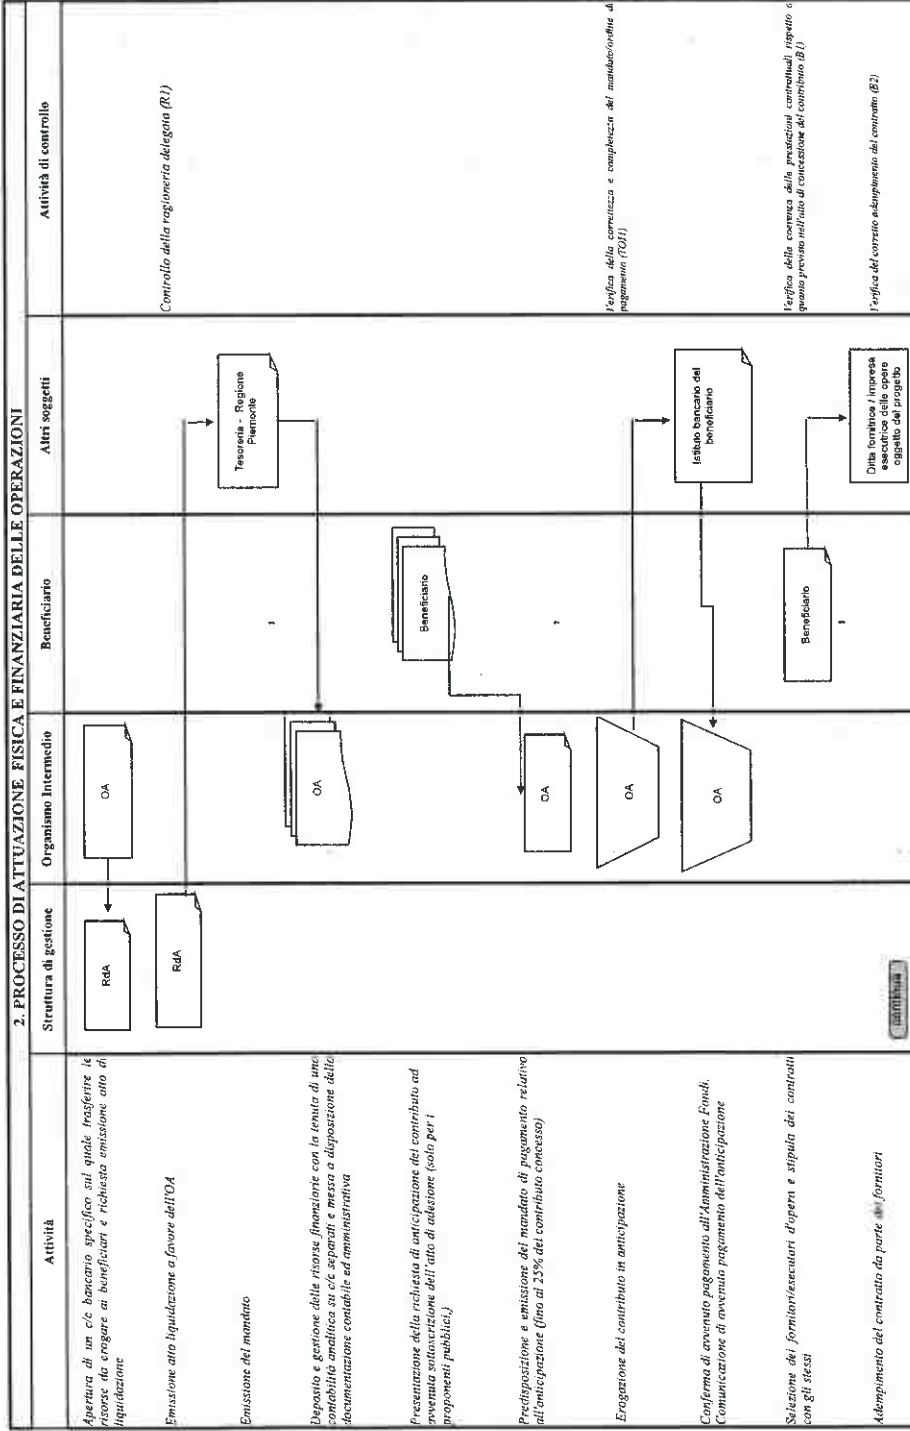 2. PROCESSO DI ATTUAZIONE FISICA E FINANZIARIA DELLE OPERAZIONI
Attività
Struttura di gestione
Organismo Intermedio
Beneficiario
Altri soggetti
Attività di controllo
Apertura di un c/c bancario specifico sul quale trasferire le
risorse da erogare ai beneficiari e richiesta emissione atto di
liquidazione
RdA
OA
Emissione atto liquidazione a favore dell'OA
RdA
Controllo della ragioneria delegata (R1)
Emissione del mandato
Tesoreria - Regione
Piemonte
Deposito e gestione delle risorse finanziarie con la tenuta di una
contabilità analitica su c/c separati e messa a disposizione della
documentazione contabile ed amministrativa
OA
Presentazione della richiesta di anticipazione del contributo ad
avvenuta sottoscrizione dell'atto di adesione (solo per i
proponenti pubblici.)
Beneficiario
Predisposizione e emissione del mandato di pagamento relativo
all'anticipazione (fino al 25% del contributo concesso)
OA
Erogazione del contributo in anticipazione
OA
Verifica della correttezza e completezza del mandato/ordine di
pagamento (TOI1)
Conferma di avvenuto pagamento all'Amministrazione Fondi.
Comunicazione di avvenuto pagamento dell'anticipazione
OA
Istituto bancario del
beneficiario
Selezione dei fornitori/esecutori d'opera e stipula dei contratti
con gli stessi
Beneficiario
Verifica della coerenza delle prestazioni contrattuali rispetto a
quanto previsto nell'atto di concessione del contributo (B1)
Adempimento del contratto da parte dei fornitori
continua
Ditta fornitrice / impresa
esecutrice delle opere
oggetto del progetto
Verifica del corretto adempimento del contratto (B2)